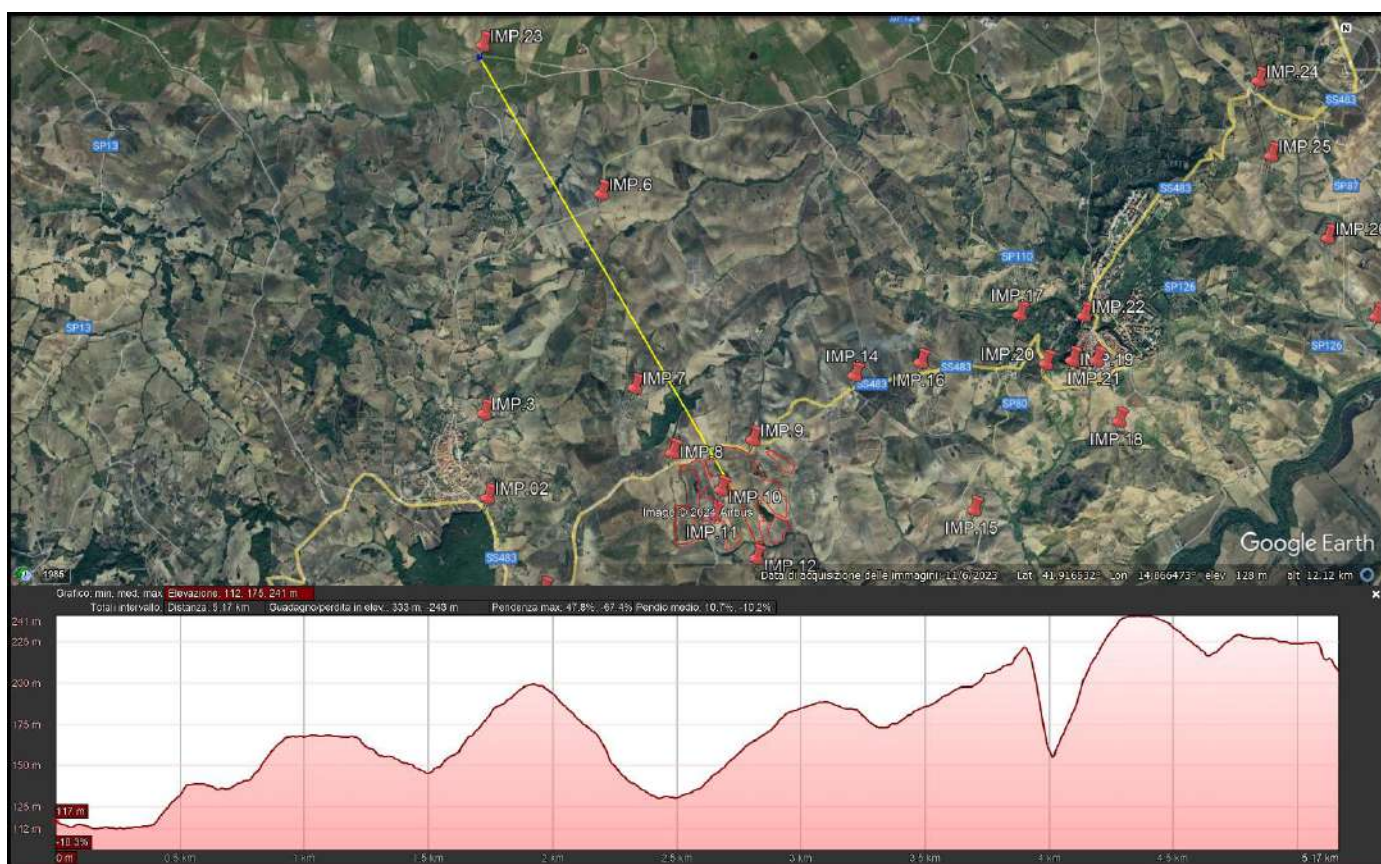 SP124
IMP.23
N
IMP.24
SS483
SP13
IMP.25
IMP.6
SS483
SP87
IMP.26
SP110
SP126
IMP.17
IMP.22
SP13
SP126
IMP.14
IMP.20
IMP.19
IMP.16
SS483
IMP.21
IMP.7
SS483
SP80
IMP.3
IMP.18
IMP.9
IMP.8
IMP.02
IMP.10
Image © 2024 Airbus
IMP.15
IMP.11
Google Earth
SS483
IMP.12
1985
Data di acquisizione delle immagini: 11/6/2023 Lat 41.916532° Lon 14.866473° elev 128 m alt 12.12 km
Grafico: min, med, max Elevazione: 112, 175, 241 m
Totali intervallo: Distanza: 5.17 km Guadagno/perdita in elev.: 333 m, -243 m Pendenza max: 47.8%, -67.4% Pendio medio: 10.7%, -10.2%
241 m
225 m
200 m
175 m
150 m
125 m
117 m
112 m
-18.3%
0 m 0.5 km 1 km 1.5 km 2 km 2.5 km 3 km 3.5 km 4 km 4.5 km 5.17 km